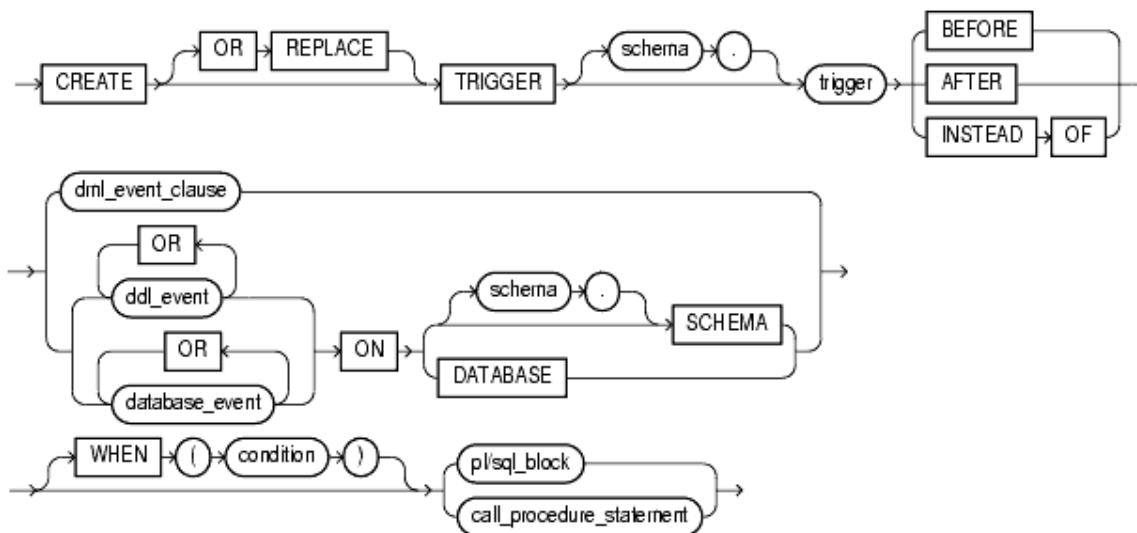 OR REPLACE schema . BEFORE
CREATE TRIGGER trigger AFTER
INSTEAD OF
dml_event_clause
OR
ddl_event schema .
OR ON SCHEMA
database_event DATABASE
WHEN ( condition ) pl/sql_block
call_procedure_statement